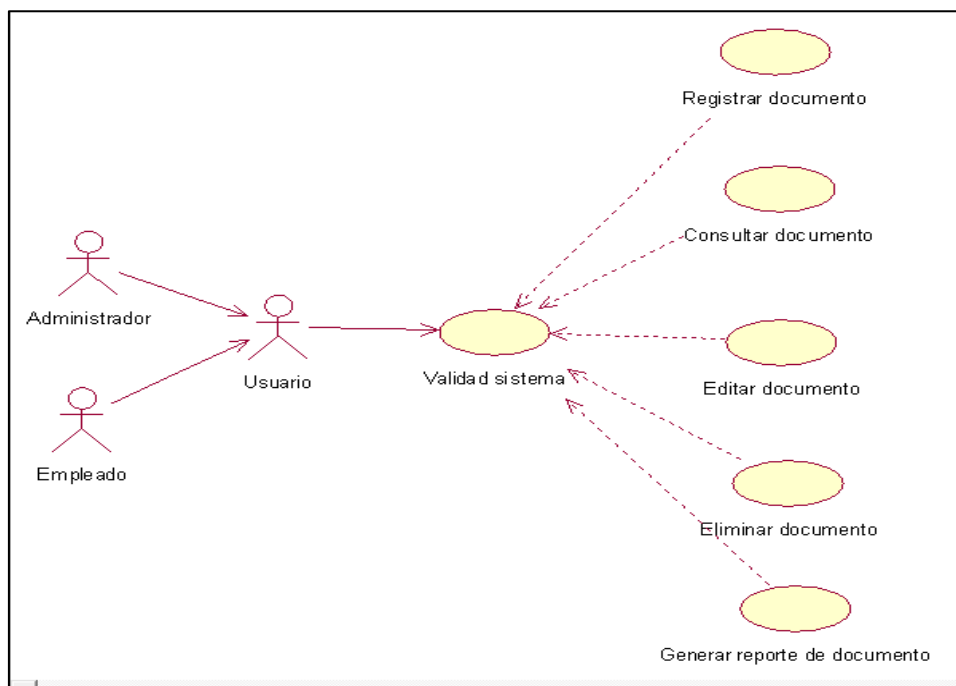 Registrar documento
Consultar documento
Administrador
Usuario
Validad sistema
Editar documento
Empleado
Eliminar documento
Generar reporte de documento